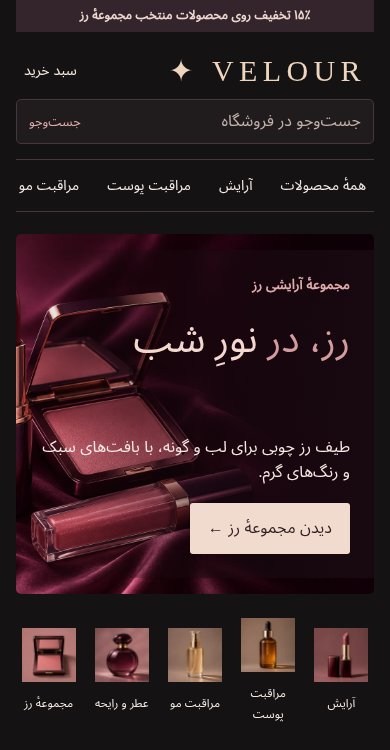 ۱۵٪ تخفیف روی محصولات منتخب مجموعهٔ رز
VELOUR ✦
سبد خرید
جست‌وجو در فروشگاه
جست‌وجو
همهٔ محصولات
آرایش
مراقبت پوست
مراقبت مو
مجموعهٔ آرایشی رز
رز، در نورِ شب
طیف رز چوبی برای لب و گونه، با بافت‌های سبک
و رنگ‌های گرم.
دیدن مجموعهٔ رز ←
آرایش
مراقبت
پوست
مراقبت مو
عطر و رایحه
مجموعهٔ رز